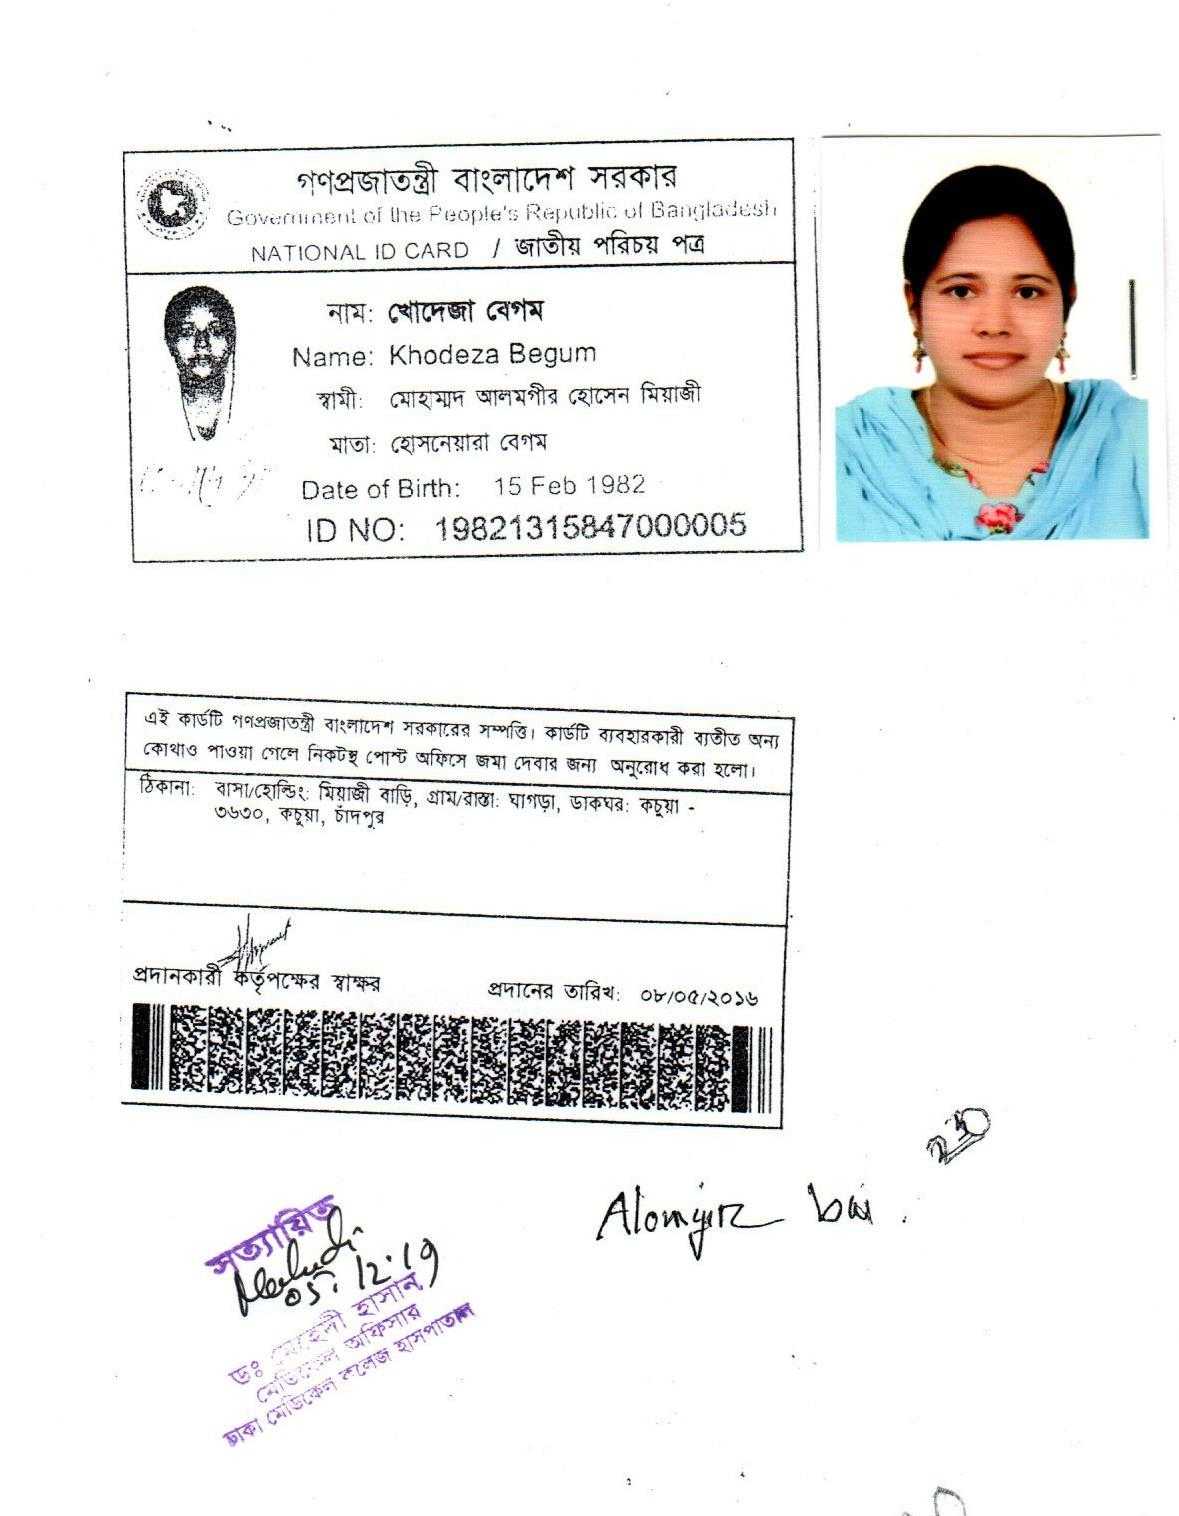 গণপ্রজাতন্ত্রী বাংলাদেশ সরকার
Government of the People's Republic of Bangladesh
NATIONAL ID CARD / জাতীয় পরিচয় পত্র
নাম: খোদেজা বেগম
Name: Khodeza Begum
স্বামী: মোহাম্মদ আলমগীর হোসেন মিয়াজী
মাতা: হোসনেয়ারা বেগম
Date of Birth: 15 Feb 1982
ID NO: 19821315847000005
এই কার্ডটি গণপ্রজাতন্ত্রী বাংলাদেশ সরকারের সম্পত্তি। কার্ডটি ব্যবহারকারী ব্যতীত অন্য
কোথাও পাওয়া গেলে নিকটস্থ পোস্ট অফিসে জমা দেবার জন্য অনুরোধ করা হলো।
ঠিকানা: বাসা/হোল্ডিং: মিয়াজী বাড়ি, গ্রাম/রাস্তা: ঘাগড়া, ডাকঘর: কচুয়া -
৩৬৩০, কচুয়া, চাঁদপুর
প্রদানকারী কর্তৃপক্ষের স্বাক্ষর
প্রদানের তারিখ: ০৮/০৫/২০১৬
Alomgir bai.
সত্যায়িত
05.12.19
ডঃ মেহেদী হাসান
মেডিকেল অফিসার
ঢাকা মেডিকেল কলেজ হাসপাতাল